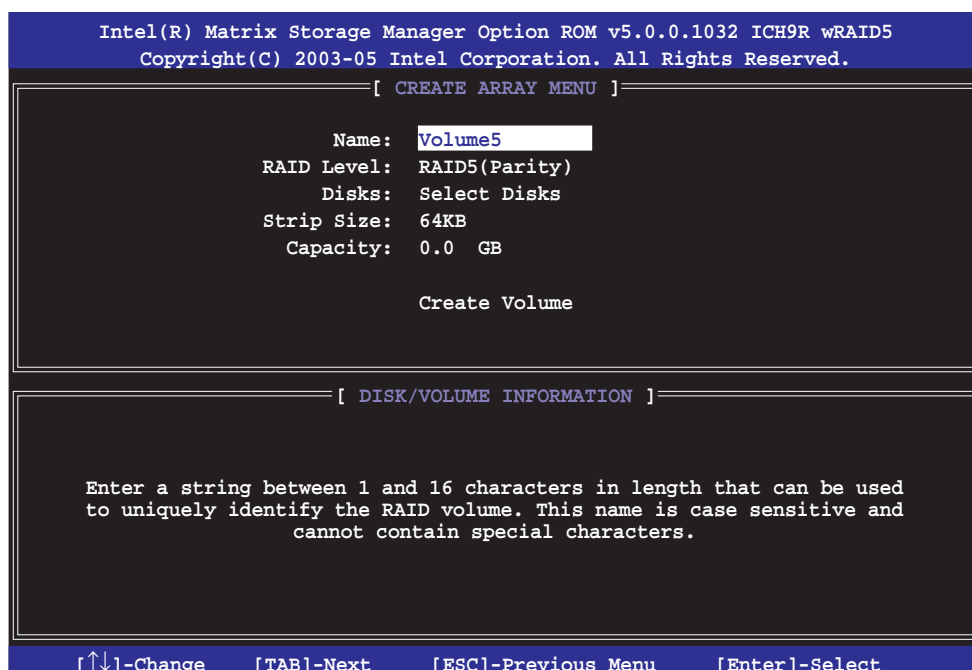 Intel(R) Matrix Storage Manager Option ROM v5.0.0.1032 ICH9R wRAID5
Copyright(C) 2003-05 Intel Corporation. All Rights Reserved.
[ CREATE ARRAY MENU ]
Name: Volume5
RAID Level: RAID5(Parity)
Disks: Select Disks
Strip Size: 64KB
Capacity: 0.0 GB
Create Volume
[ DISK/VOLUME INFORMATION ]
Enter a string between 1 and 16 characters in length that can be used
to uniquely identify the RAID volume. This name is case sensitive and
cannot contain special characters.
[↑↓]-Change [TAB]-Next [ESC]-Previous Menu [Enter]-Select